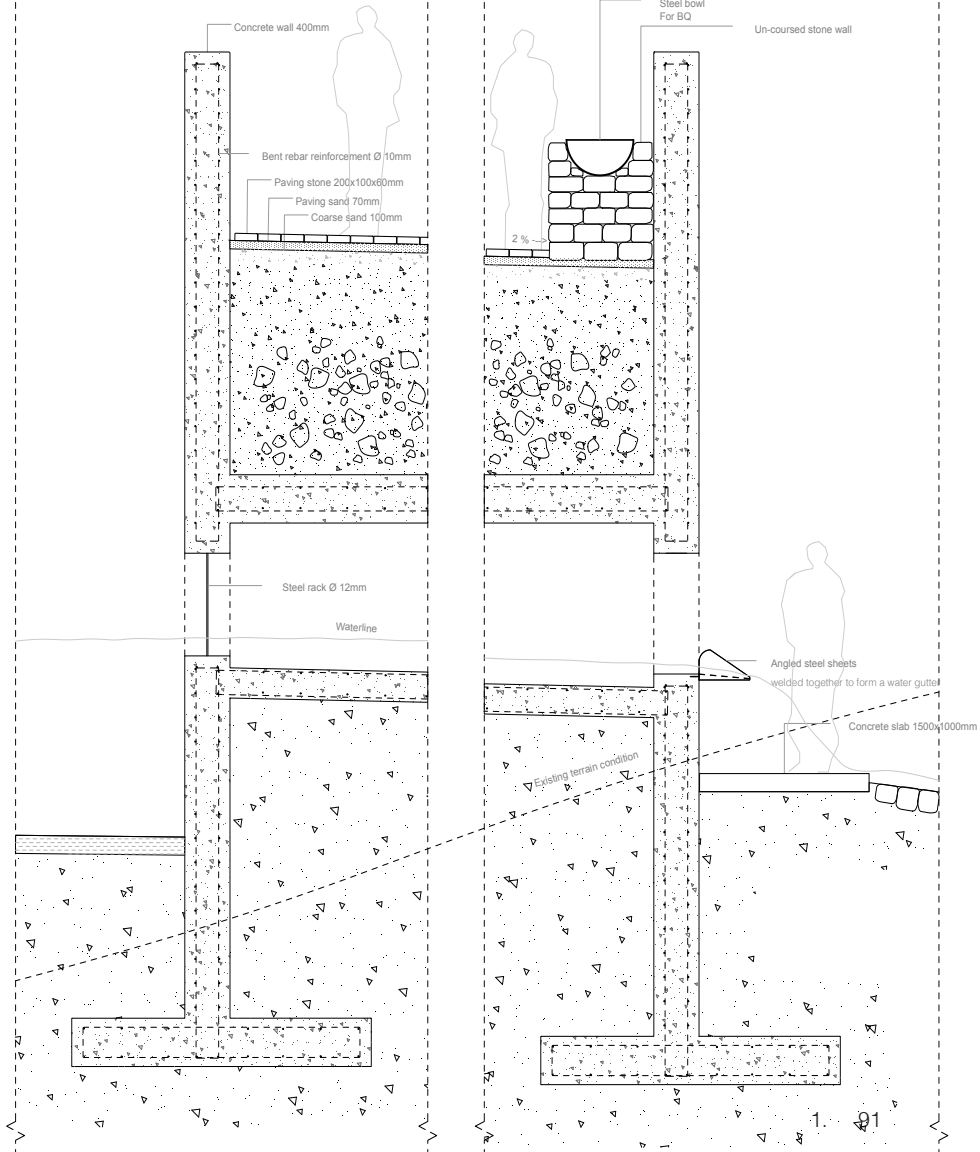 Steel bowl
For BQ
Concrete wall 400mm
Un-coursed stone wall
Bent rebar reinforcement Ø 10mm
Paving stone 200x100x60mm
Paving sand 70mm
Coarse sand 100mm
2 %
Steel rack Ø 12mm
Waterline
Angled steel sheets
welded together to form a water gutter
Concrete slab 1500x1000mm
Existing terrain condition
1. 91